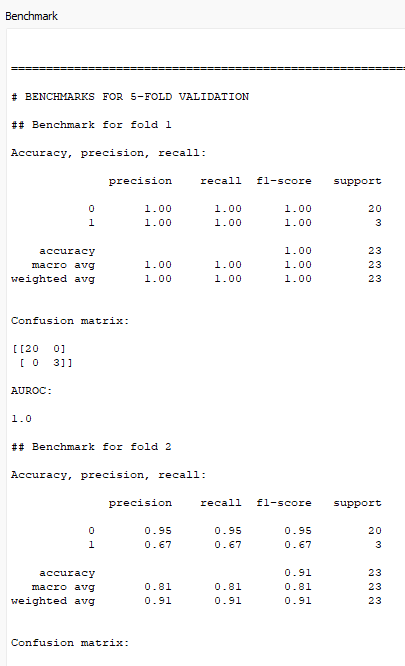 Benchmark
================================================================
# BENCHMARKS FOR 5-FOLD VALIDATION
## Benchmark for fold 1
Accuracy, precision, recall:
precision recall f1-score support
0 1.00 1.00 1.00 20
1 1.00 1.00 1.00 3
accuracy 1.00 23
macro avg 1.00 1.00 1.00 23
weighted avg 1.00 1.00 1.00 23
Confusion matrix:
[[20 0]
[ 0 3]]
AUROC:
1.0
## Benchmark for fold 2
Accuracy, precision, recall:
precision recall f1-score support
0 0.95 0.95 0.95 20
1 0.67 0.67 0.67 3
accuracy 0.91 23
macro avg 0.81 0.81 0.81 23
weighted avg 0.91 0.91 0.91 23
Confusion matrix: